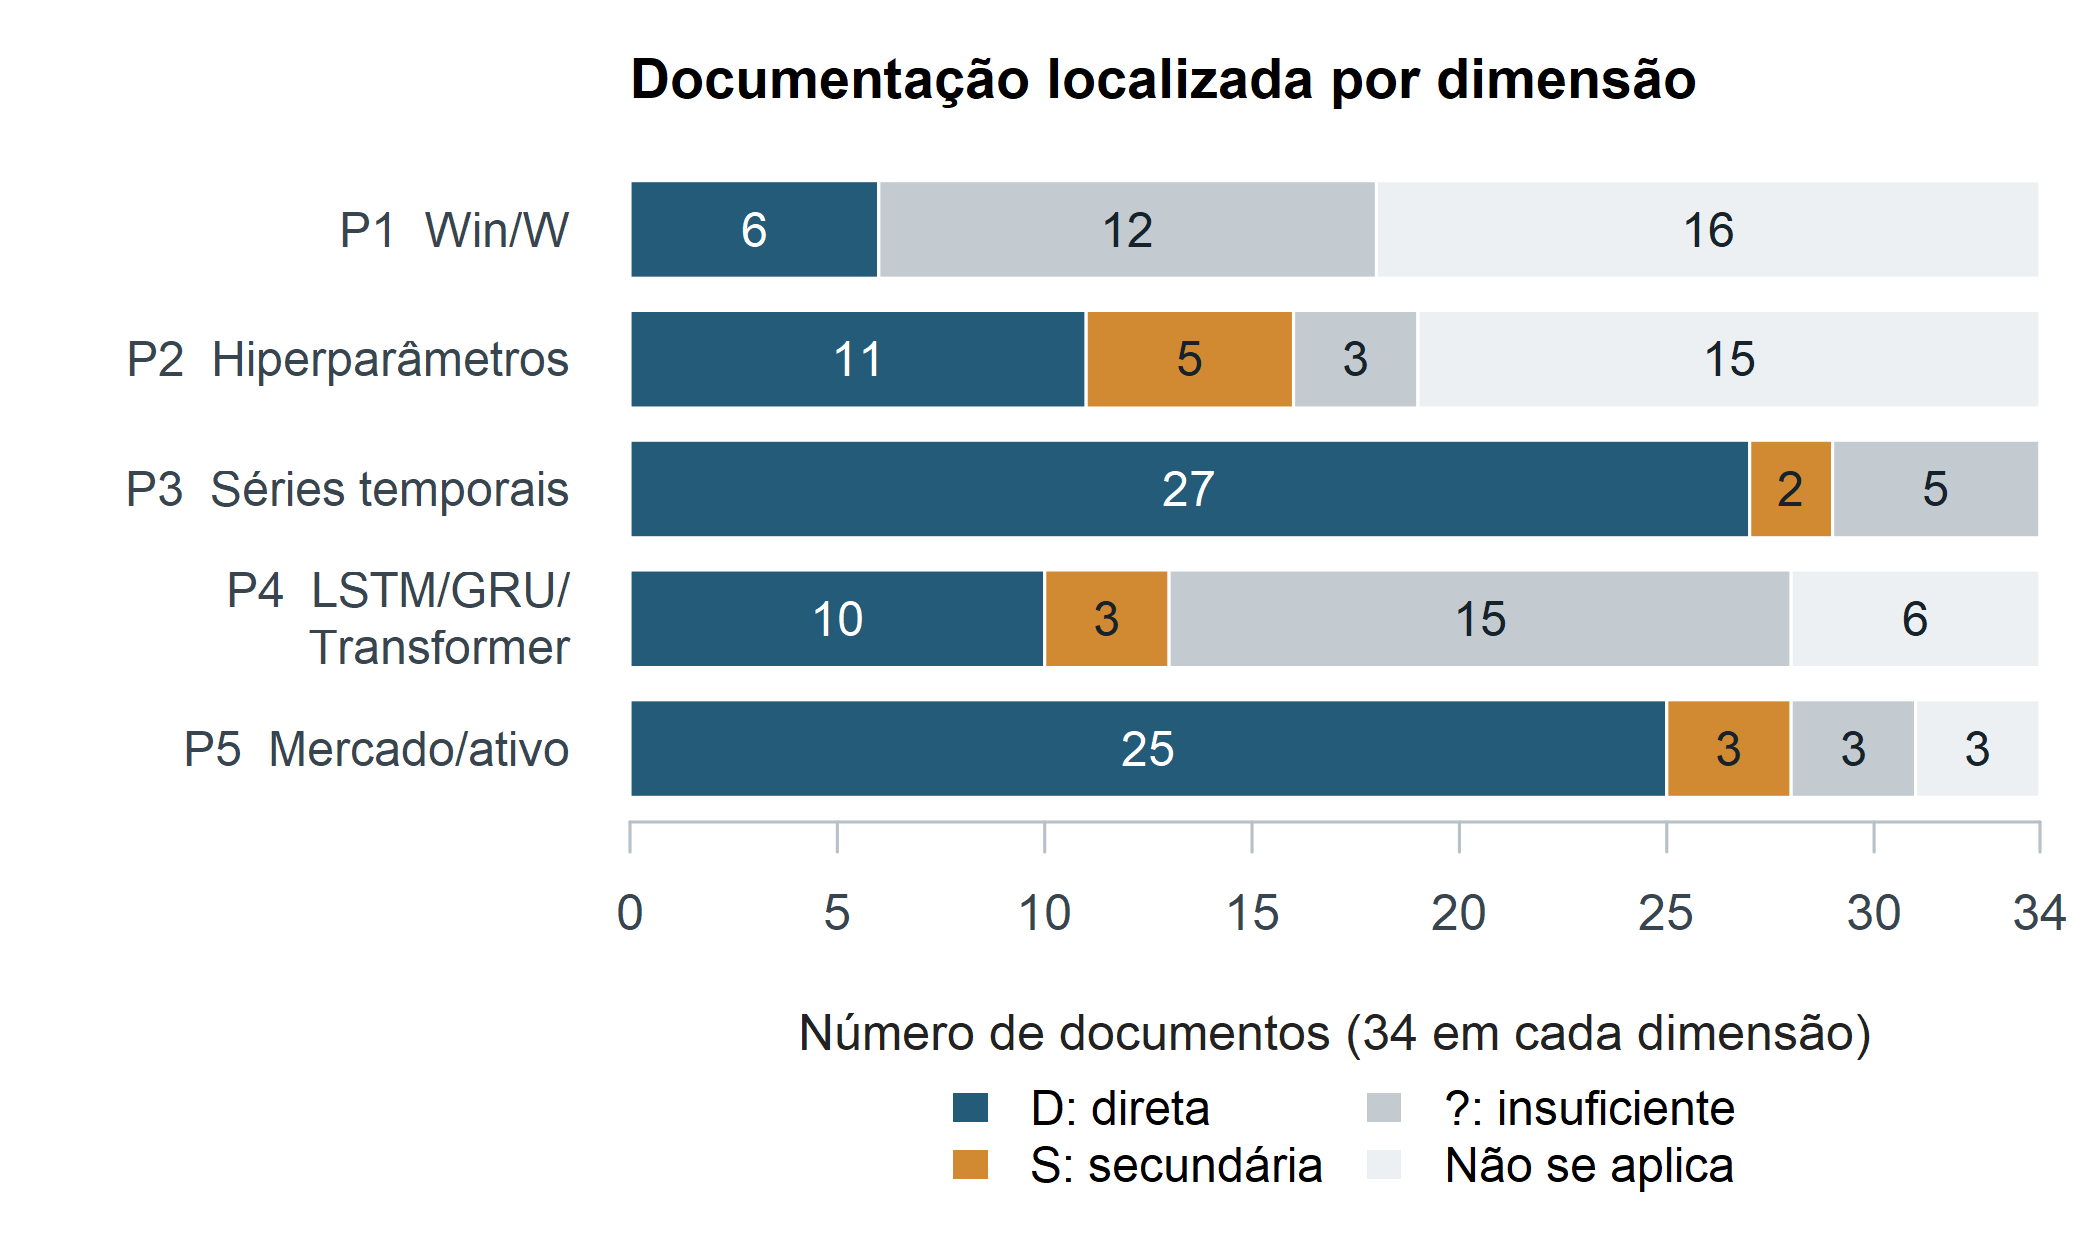 Documentação localizada por dimensão
P1 Win/W
6 12 16
P2 Hiperparâmetros
11 5 3 15
P3 Séries temporais
27 2 5
P4 LSTM/GRU/
Transformer
10 3 15 6
P5 Mercado/ativo
25 3 3 3
0 5 10 15 20 25 30 34
Número de documentos (34 em cada dimensão)
D: direta ?: insuficiente
S: secundária Não se aplica